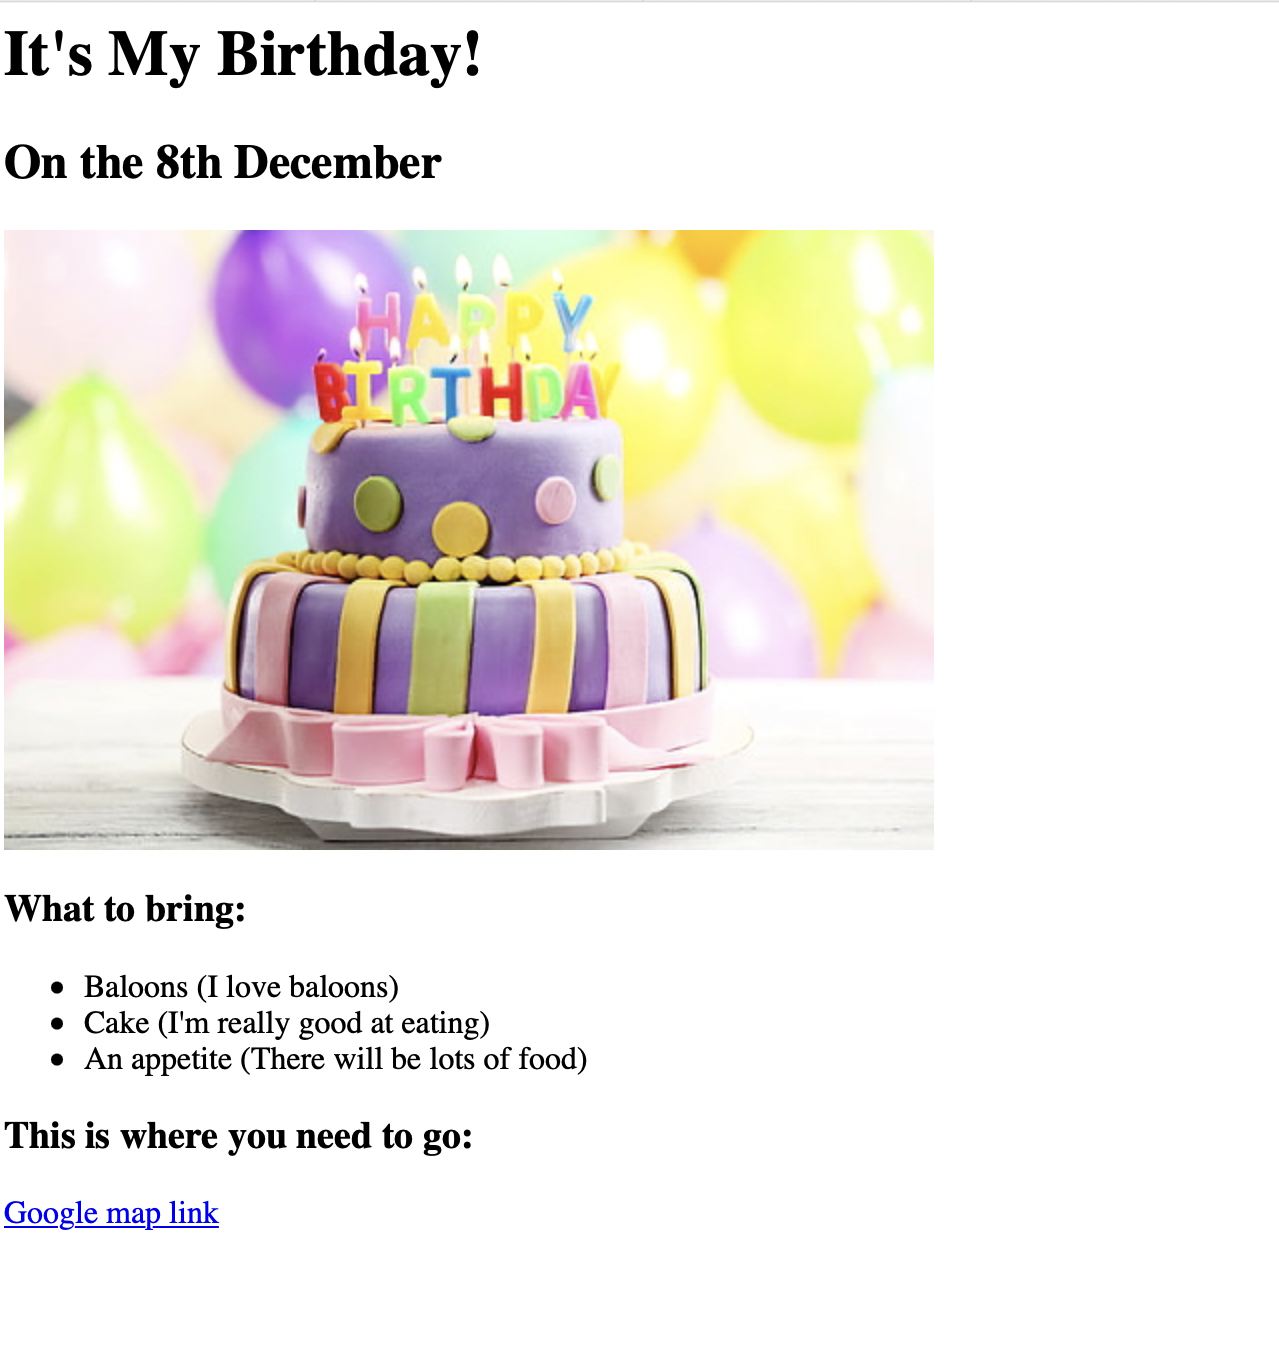 It's My Birthday!
On the 8th December
HAPPY
BIRTHDAY
What to bring:
Baloons (I love baloons)
Cake (I'm really good at eating)
An appetite (There will be lots of food)
This is where you need to go:
Google map link